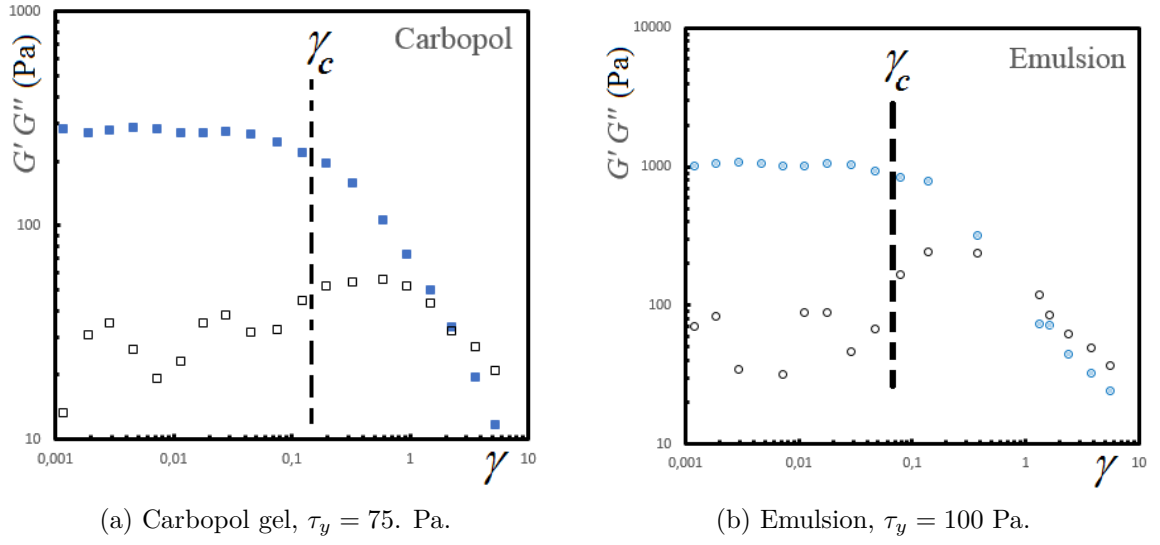 1000
100
10
G′ G″ (Pa)
Carbopol
γc
0,001
0,01
0,1
1
10
γ
(a) Carbopol gel, τy = 75. Pa.
10000
1000
100
10
G′ G″ (Pa)
Emulsion
γc
0,001
0,01
0,1
1
10
γ
(b) Emulsion, τy = 100 Pa.